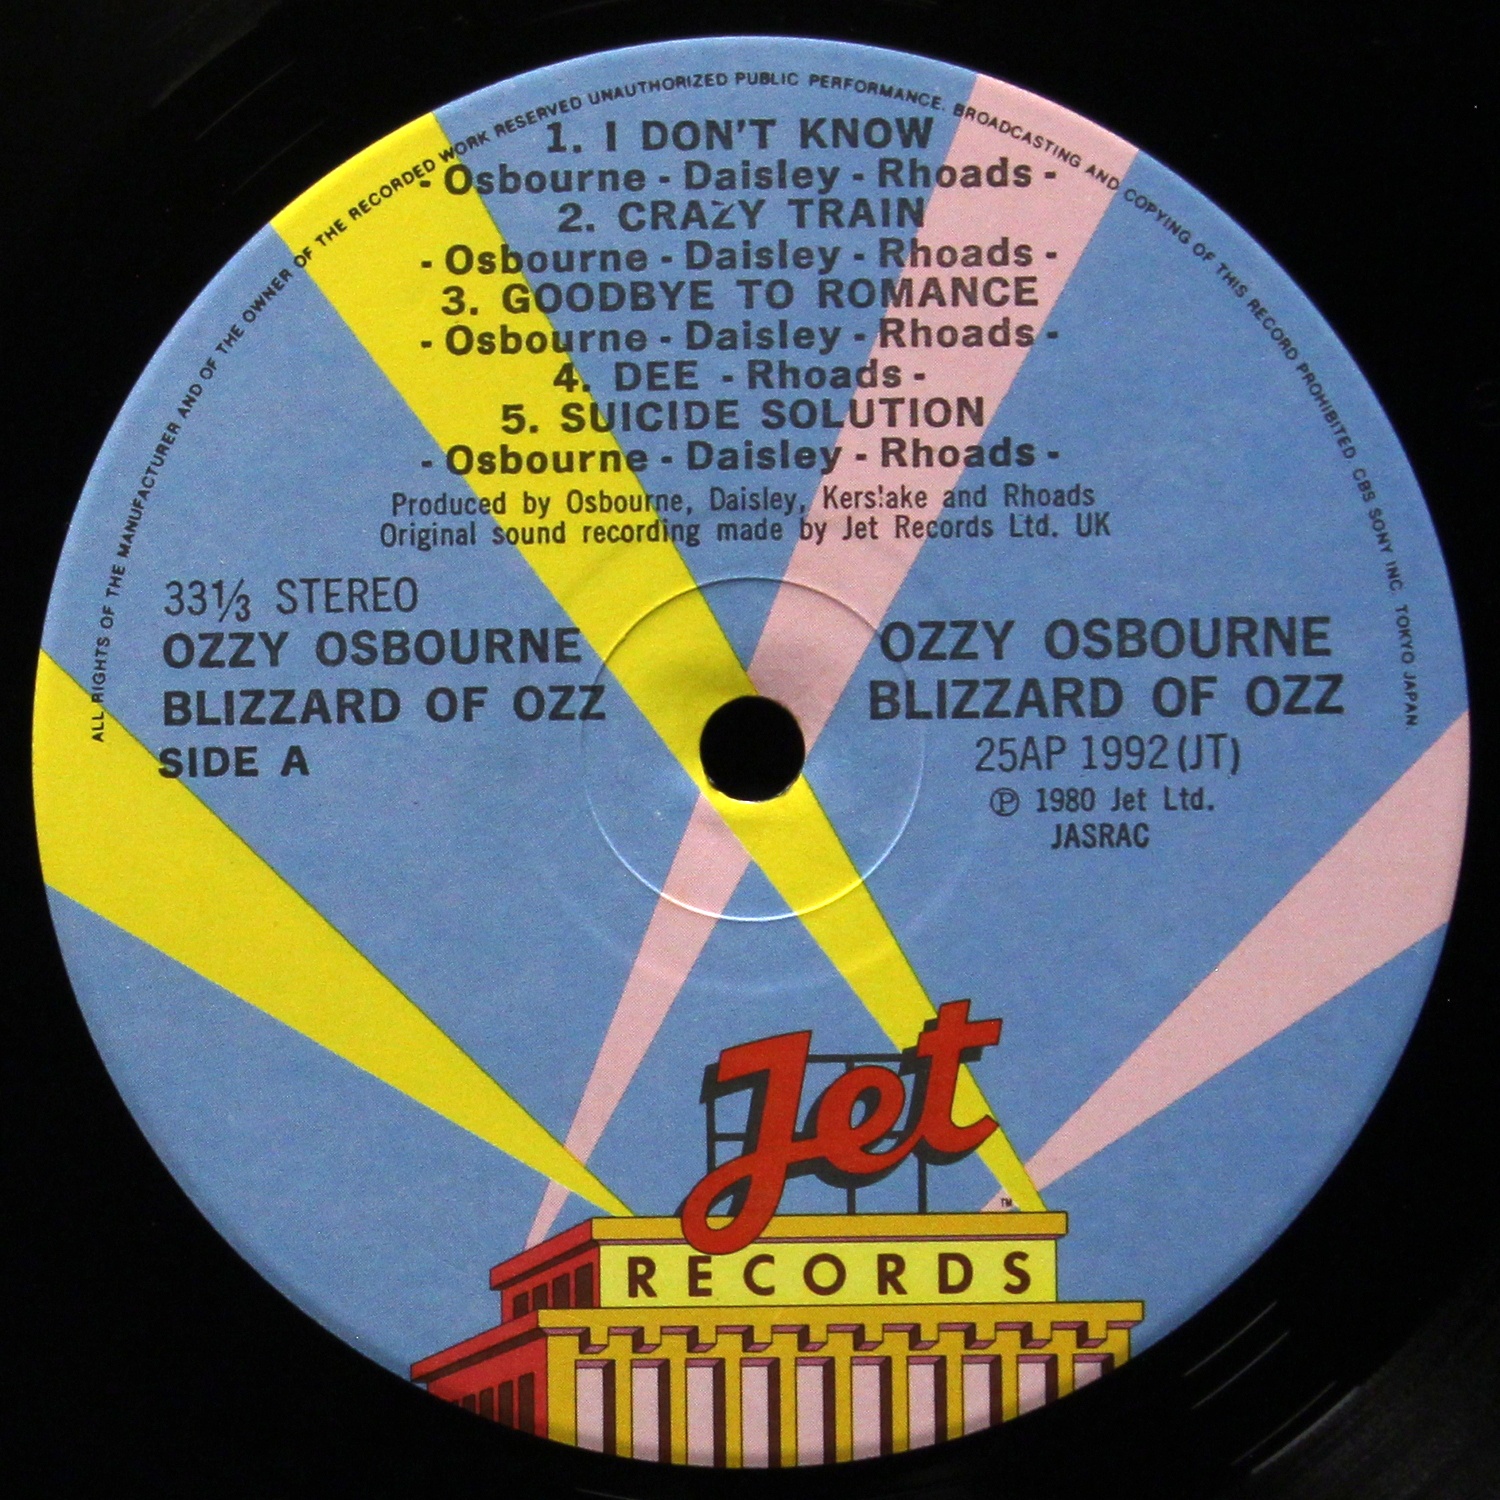 ALL RIGHTS OF THE MANUFACTURER AND OF THE OWNER OF THE RECORDED WORK RESERVED UNAUTHORIZED PUBLIC PERFORMANCE. BROADCASTING AND COPYING OF THIS RECORD PROHIBITED CBS SONY INC. TOKYO JAPAN.
1. I DON'T KNOW
- Osbourne - Daisley - Rhoads -
2. CRAZY TRAIN
- Osbourne - Daisley - Rhoads -
3. GOODBYE TO ROMANCE
- Osbourne - Daisley - Rhoads -
4. DEE - Rhoads -
5. SUICIDE SOLUTION
- Osbourne - Daisley - Rhoads -
Produced by Osbourne, Daisley, Kers!ake and Rhoads
Original sound recording made by Jet Records Ltd. UK
33⅓ STEREO
OZZY OSBOURNE
BLIZZARD OF OZZ
SIDE A
OZZY OSBOURNE
BLIZZARD OF OZZ
25AP 1992(JT)
Ⓟ 1980 Jet Ltd.
JASRAC
Jet
TM
RECORDS